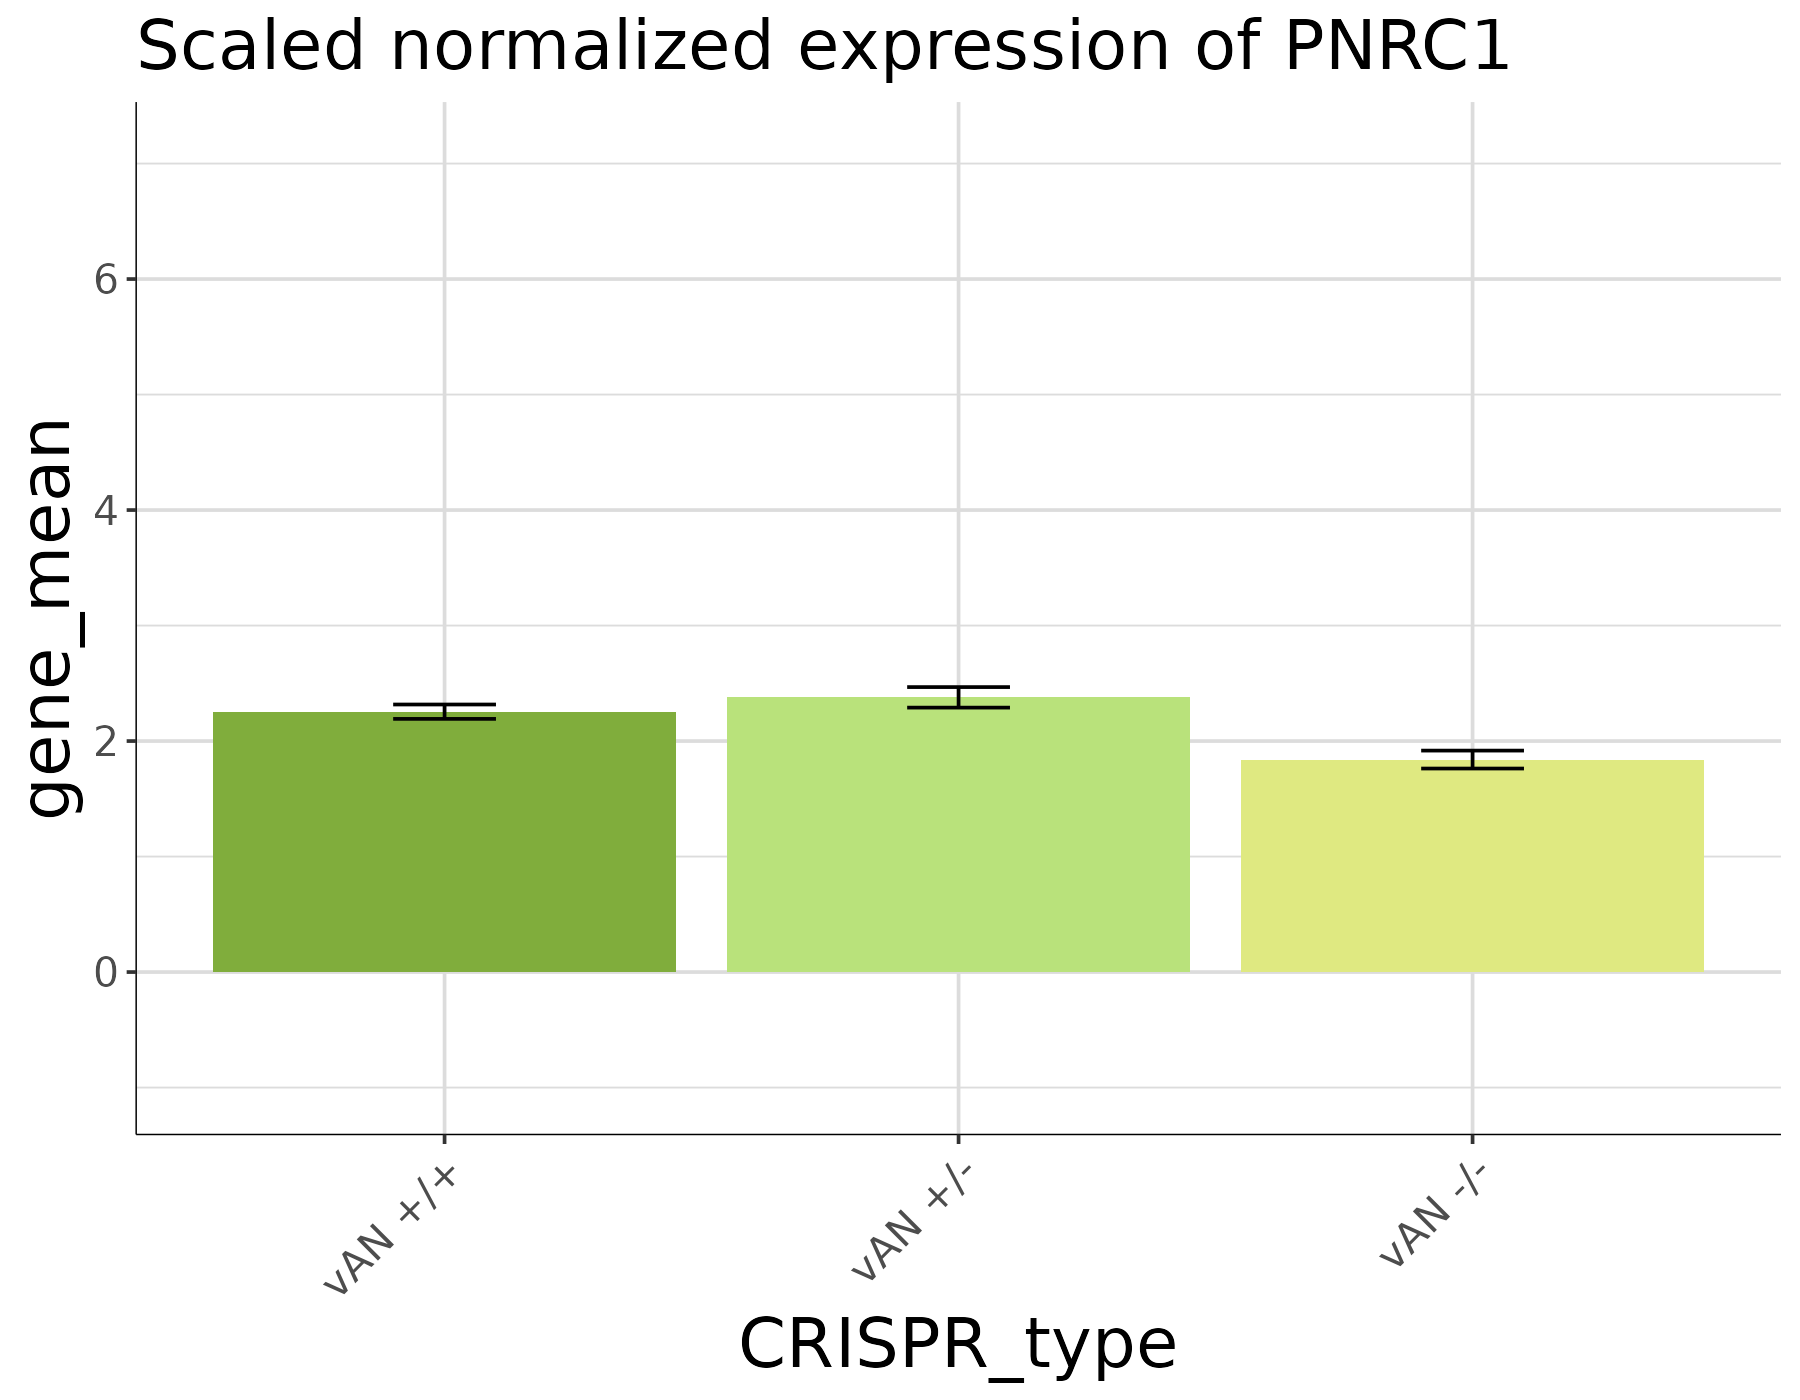 Scaled normalized expression of PNRC1
gene_mean
6
4
2
0
vAN +/+
vAN +/-
vAN -/-
CRISPR_type